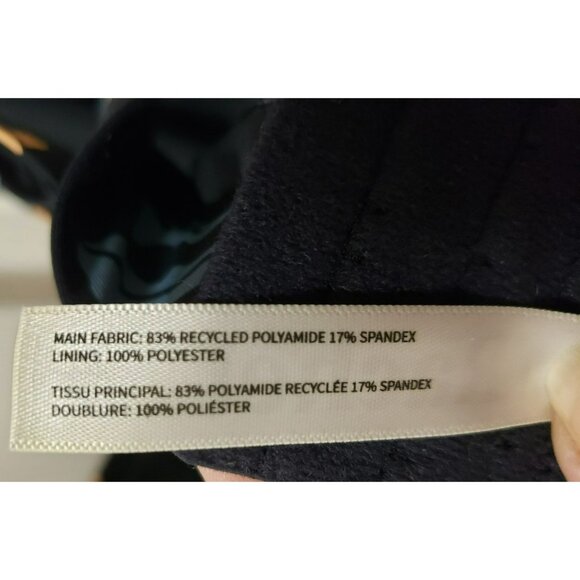 MAIN FABRIC: 83% RECYCLED POLYAMIDE 17% SPANDEX
LINING: 100% POLYESTER
TISSU PRINCIPAL: 83% POLYAMIDE RECYCLÉE 17% SPANDEX
DOUBLURE: 100% POLIÉSTER